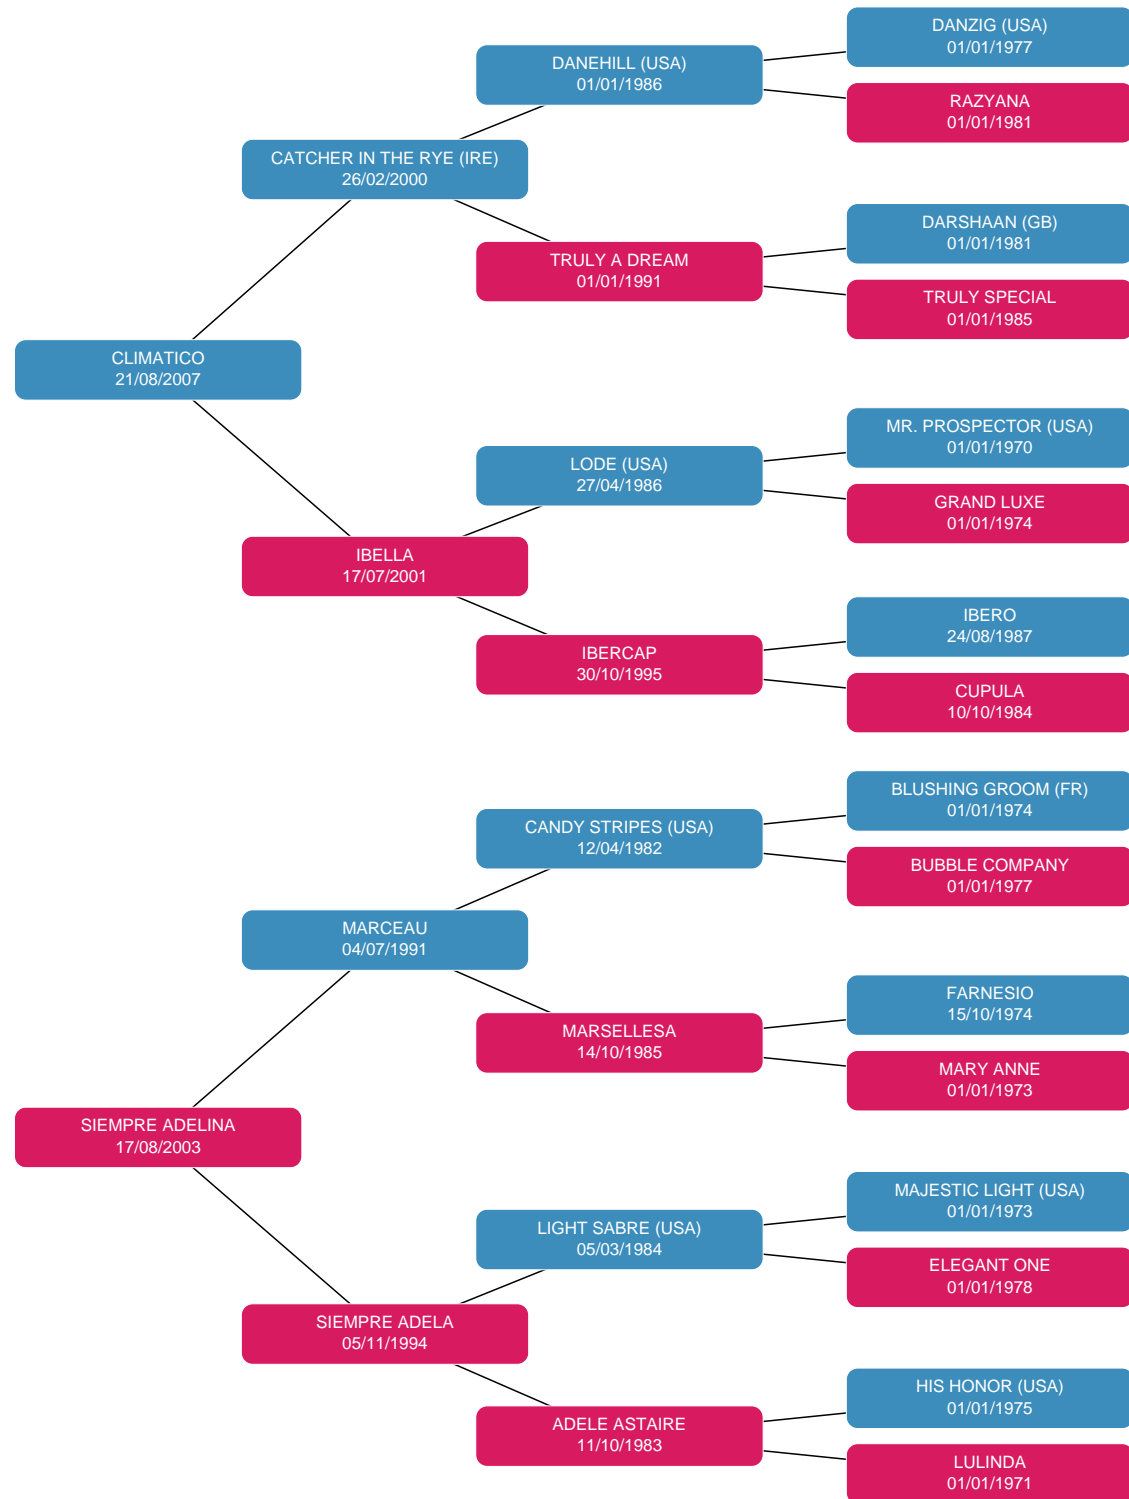 DANZIG (USA)
01/01/1977
DANEHILL (USA)
01/01/1986
RAZYANA
01/01/1981
CATCHER IN THE RYE (IRE)
26/02/2000
DARSHAAN (GB)
01/01/1981
TRULY A DREAM
01/01/1991
TRULY SPECIAL
01/01/1985
CLIMATICO
21/08/2007
MR. PROSPECTOR (USA)
01/01/1970
LODE (USA)
27/04/1986
GRAND LUXE
01/01/1974
IBELLA
17/07/2001
IBERO
24/08/1987
IBERCAP
30/10/1995
CUPULA
10/10/1984
BLUSHING GROOM (FR)
01/01/1974
CANDY STRIPES (USA)
12/04/1982
BUBBLE COMPANY
01/01/1977
MARCEAU
04/07/1991
FARNESIO
15/10/1974
MARSELLESA
14/10/1985
MARY ANNE
01/01/1973
SIEMPRE ADELINA
17/08/2003
MAJESTIC LIGHT (USA)
01/01/1973
LIGHT SABRE (USA)
05/03/1984
ELEGANT ONE
01/01/1978
SIEMPRE ADELA
05/11/1994
HIS HONOR (USA)
01/01/1975
ADELE ASTAIRE
11/10/1983
LULINDA
01/01/1971